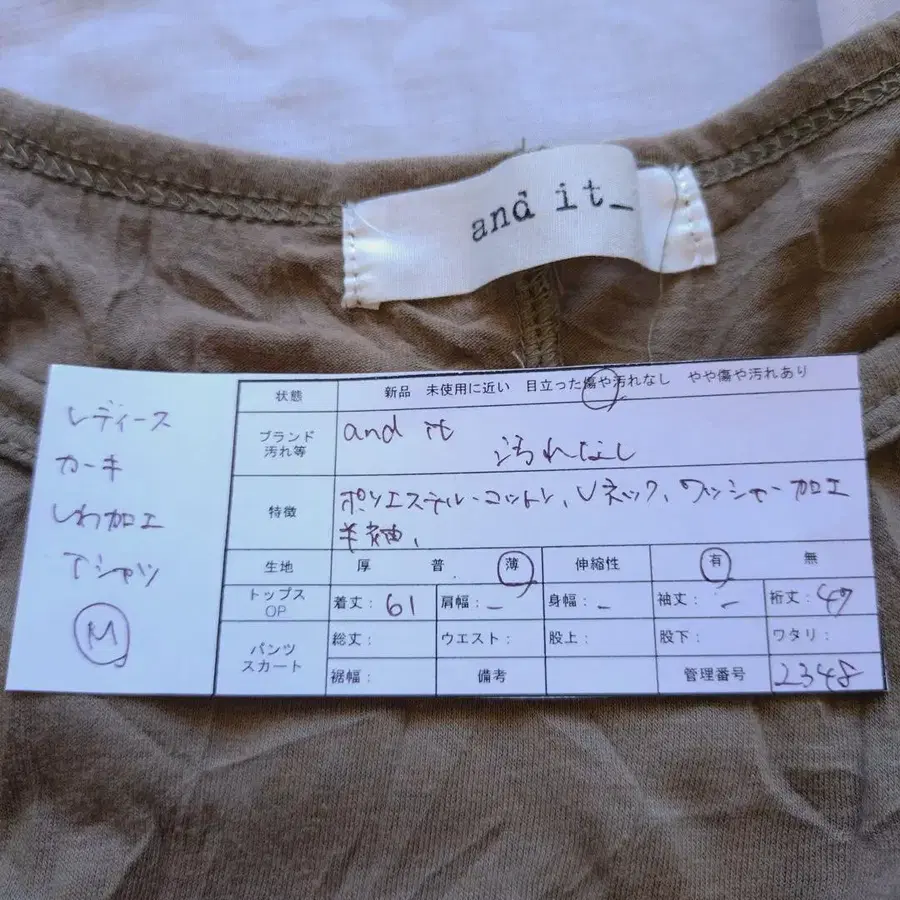 and it_
レディース
カーキ
しわ加工
Tシャツ
M
状態 新品 未使用に近い 目立った傷や汚れなし やや傷や汚れあり
ブランド 汚れ等 and it 汚れなし
特徴 ポリエステル・コットン、Uネック、ワッシャー加工
半袖、
生地 厚 普 薄 伸縮性 有 無
トップス OP 着丈: 61 肩幅: - 身幅: - 袖丈: - 裄丈: 47
パンツ スカート 総丈: ウエスト: 股上: 股下: ワタリ:
裾幅: 備考 管理番号 2348